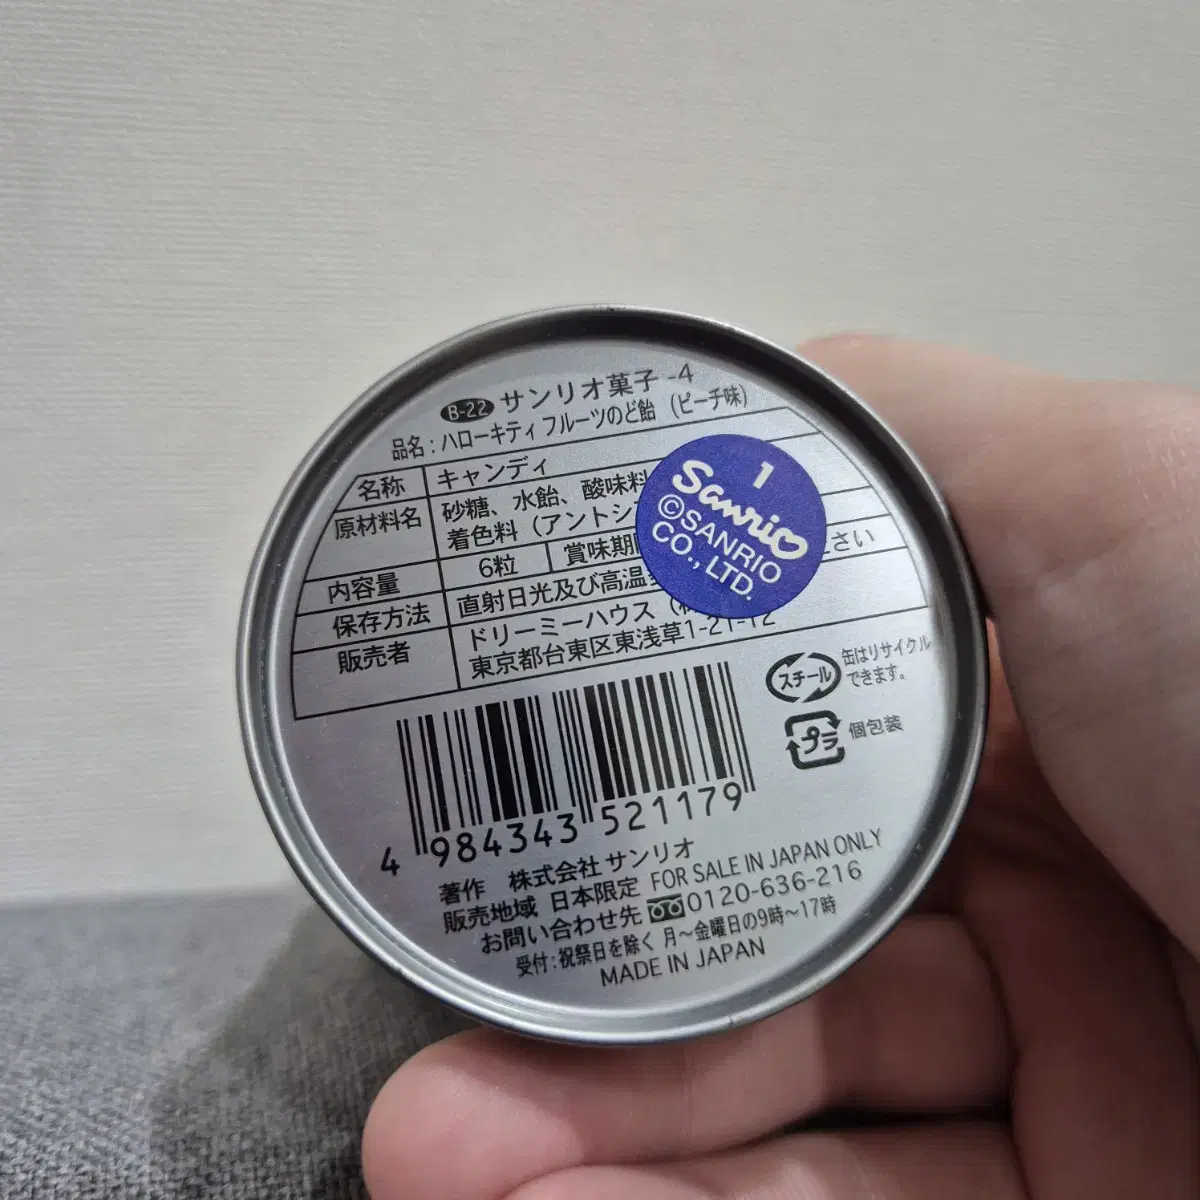 B-22 サンリオ菓子 -4
品名：ハローキティ フルーツのど飴 （ピーチ味）
名称 キャンディ
原材料名 砂糖、水飴、酸味料
着色料（アントシ
内容量 6粒 賞味期 さい
保存方法 直射日光及び高温
販売者 ドリーミーハウス
東京都台東区東浅草1-21-12
1
Sanrio
©SANRIO
CO., LTD.
スチール 缶はリサイクル
できます。
プラ 個包装
4 984343 521179
著作 株式会社 サンリオ
販売地域 日本限定 FOR SALE IN JAPAN ONLY
お問い合わせ先 0120-636-216
受付：祝祭日を除く 月～金曜日の9時～17時
MADE IN JAPAN